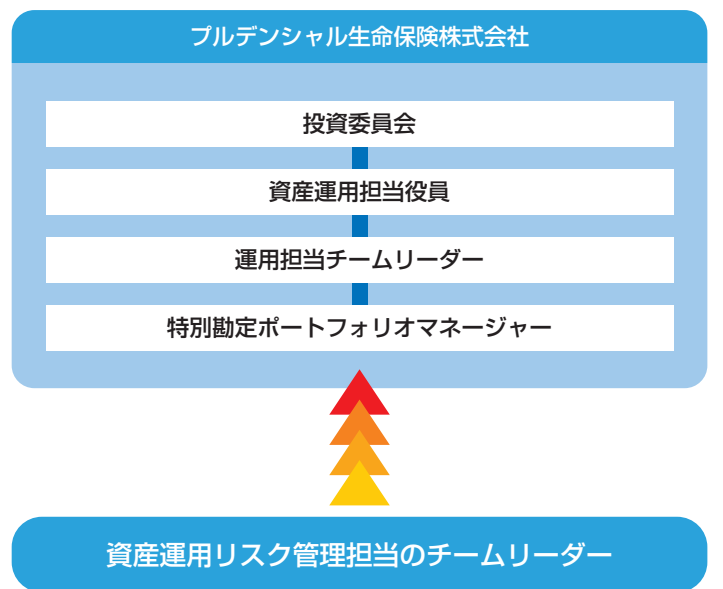 プルデンシャル生命保険株式会社
投資委員会
資産運用担当役員
運用担当チームリーダー
特別勘定ポートフォリオマネージャー
資産運用リスク管理担当のチームリーダー